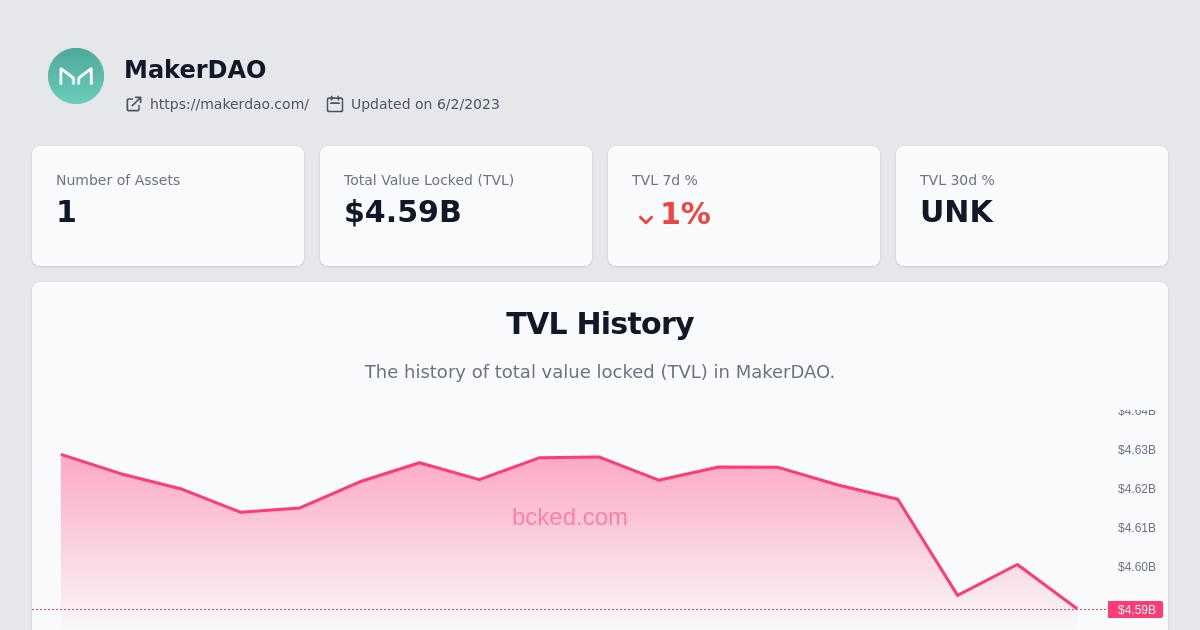 MakerDAO
https://makerdao.com/ Updated on 6/2/2023
Number of Assets
1
Total Value Locked (TVL)
$4.59B
TVL 7d %
1%
TVL 30d %
UNK
TVL History
The history of total value locked (TVL) in MakerDAO.
$4.64B
$4.63B
$4.62B
bcked.com
$4.61B
$4.60B
$4.59B